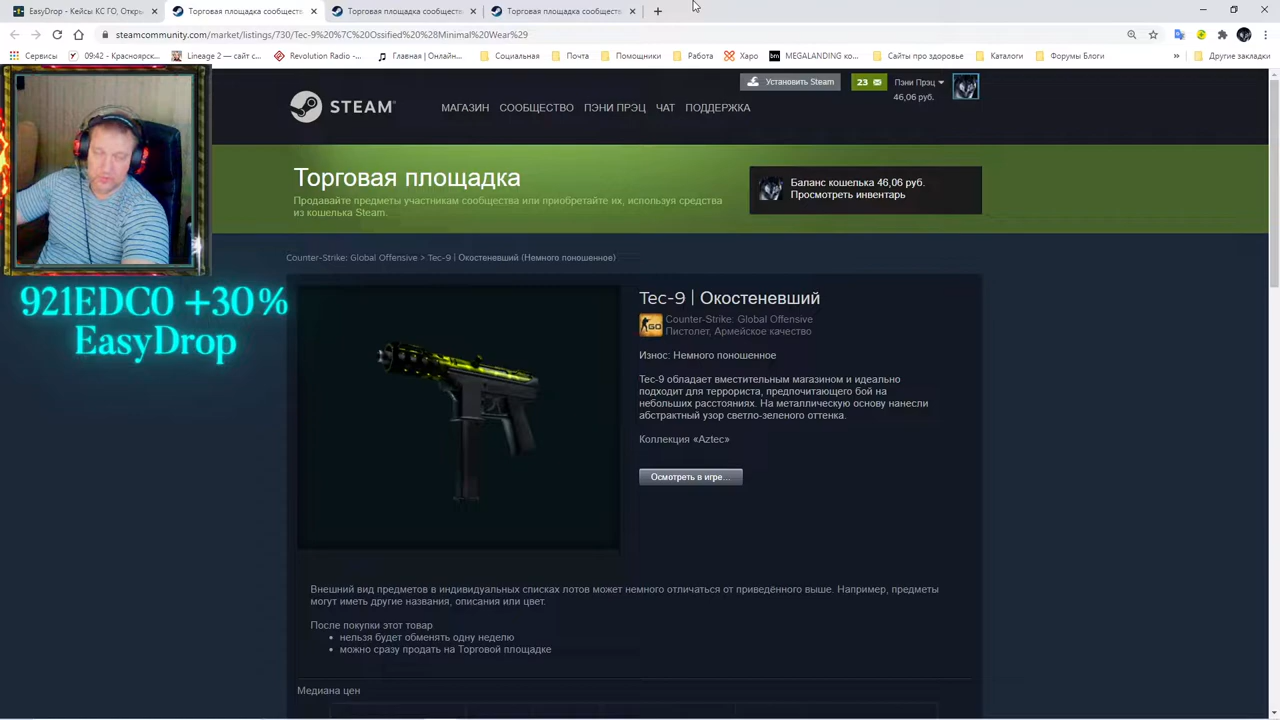 EasyDrop - Кейсы КС ГО, Откры
Торговая площадка сообществ
Торговая площадка сообществ
Торговая площадка сообществ
steamcommunity.com/market/listings/730/Tec-9%20%7C%20Ossified%20%28Minimal%20Wear%29
Сервисы
09:42 - Красноярск...
Lineage 2 — сайт с...
Revolution Radio -...
Главная | Онлайн...
Социальные
Почта
Помощники
Работа
Харо
MEGALANDING ко...
Сайты про здоровье
Каталоги
Форумы Блоги
»
Другие закладки
STEAM
МАГАЗИН СООБЩЕСТВО ПЭНИ ПРЭЦ ЧАТ ПОДДЕРЖКА
Установить Steam
23
Пэни Прэц
46,06 руб.
Торговая площадка
Продавайте предметы участникам сообщества или приобретайте их, используя средства
из кошелька Steam.
Баланс кошелька 46,06 руб.
Просмотреть инвентарь
Counter-Strike: Global Offensive > Tec-9 | Окостеневший (Немного поношенное)
921EDC0 +30%
EasyDrop
Tec-9 | Окостеневший
GO
Counter-Strike: Global Offensive
Пистолет, Армейское качество
Износ: Немного поношенное
Tec-9 обладает вместительным магазином и идеально
подходит для террориста, предпочитающего бой на
небольших расстояниях. На металлическую основу нанесли
абстрактный узор светло-зеленого оттенка.
Коллекция «Aztec»
Осмотреть в игре...
Внешний вид предметов в индивидуальных списках лотов может немного отличаться от приведённого выше. Например, предметы
могут иметь другие названия, описания или цвет.
После покупки этот товар
• нельзя будет обменять одну неделю
• можно сразу продать на Торговой площадке
Медиана цен